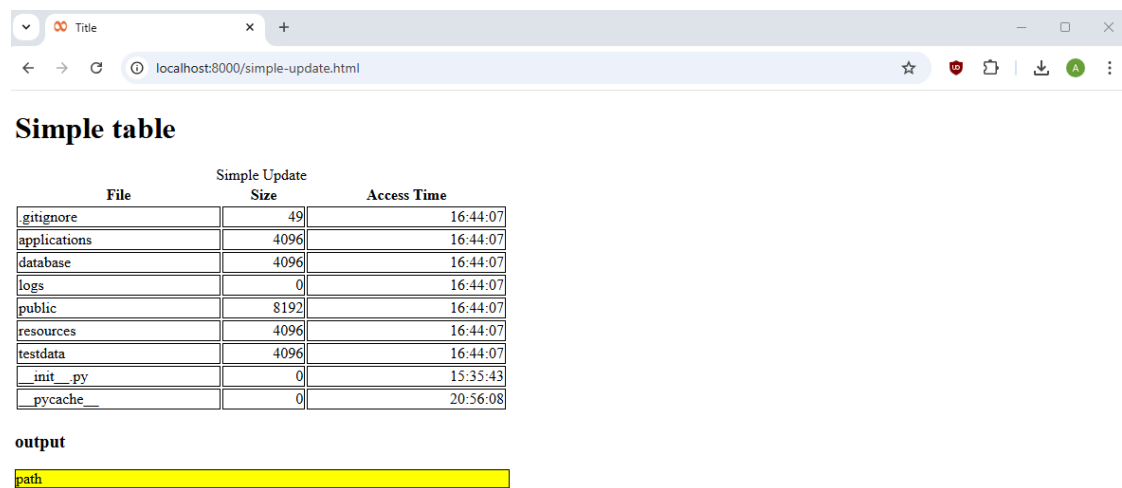 Title
localhost:8000/simple-update.html
A
Simple table
Simple Update
File Size Access Time
.gitignore 49 16:44:07
applications 4096 16:44:07
database 4096 16:44:07
logs 0 16:44:07
public 8192 16:44:07
resources 4096 16:44:07
testdata 4096 16:44:07
__init__.py 0 15:35:43
__pycache__ 0 20:56:08
output
path